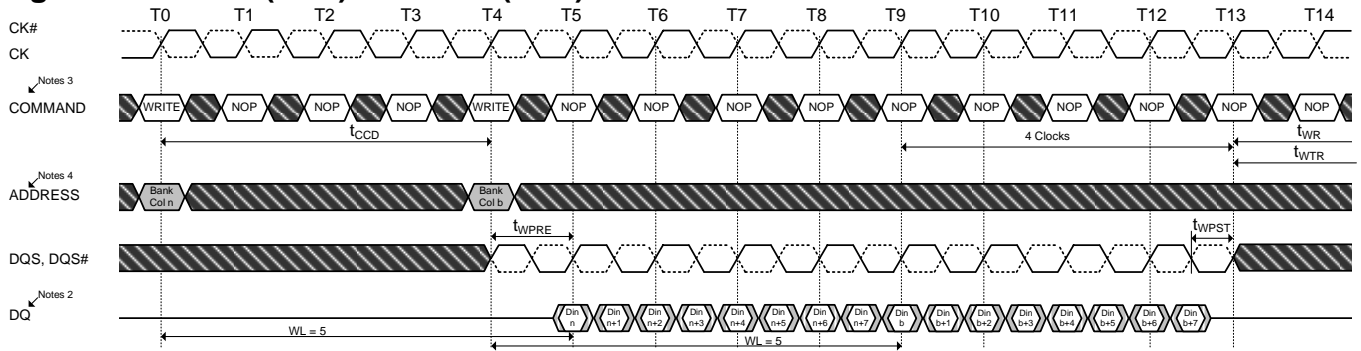 T0 T1 T2 T3 T4 T5 T6 T7 T8 T9 T10 T11 T12 T13 T14
CK#
CK
Notes 3
COMMAND WRITE NOP NOP NOP WRITE NOP NOP NOP NOP NOP NOP NOP NOP NOP NOP
tCCD 4 Clocks tWR
tWTR
Notes 4
ADDRESS Bank Col n Bank Col b
tWPRE tWPST
DQS, DQS#
Notes 2
DQ Din n Din n+1 Din n+2 Din n+3 Din n+4 Din n+5 Din n+6 Din n+7 Din b Din b+1 Din b+2 Din b+3 Din b+4 Din b+5 Din b+6 Din b+7
WL = 5 WL = 5